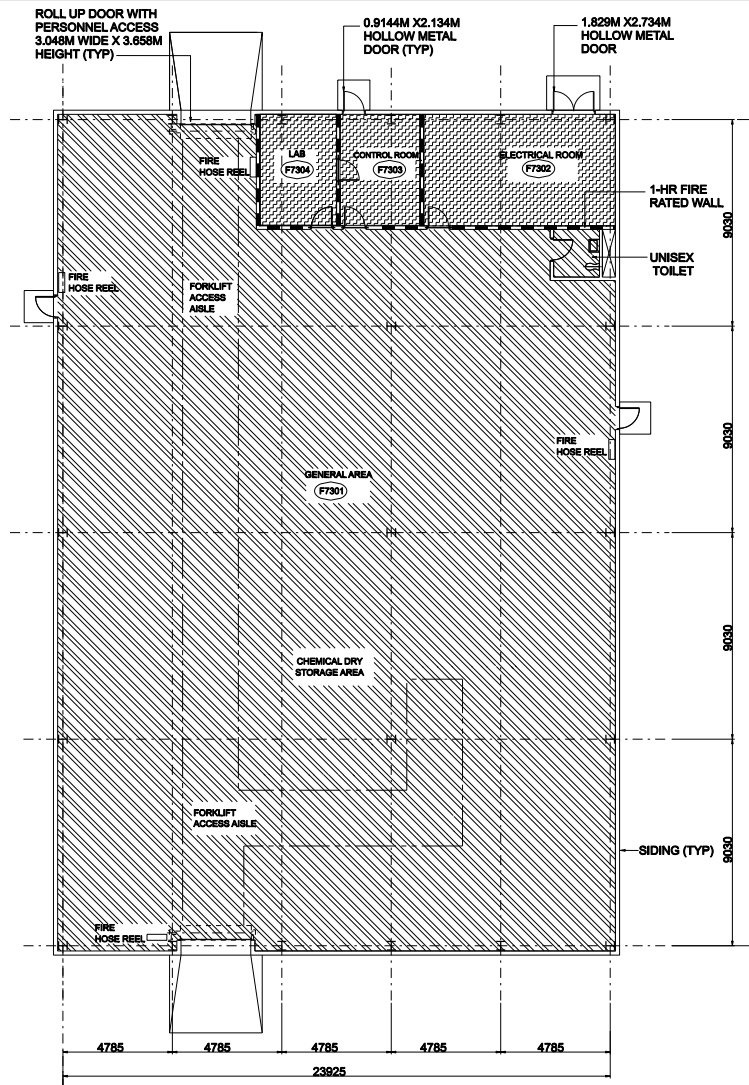 ROLL UP DOOR WITH
PERSONNEL ACCESS
3.048M WIDE X 3.658M
HEIGHT (TYP)
0.9144M X2.134M
HOLLOW METAL
DOOR (TYP)
1.829M X2.734M
HOLLOW METAL
DOOR
FIRE
HOSE REEL
LAB
F7304
CONTROL ROOM
F7303
ELECTRICAL ROOM
F7302
1-HR FIRE
RATED WALL
9030
UNISEX
TOILET
FIRE
HOSE REEL
FORKLIFT
ACCESS
AISLE
FIRE
HOSE REEL
9030
GENERAL AREA
F7301
9030
CHEMICAL DRY
STORAGE AREA
FORKLIFT
ACCESS AISLE
SIDING (TYP)
9030
FIRE
HOSE REEL
4785
4785
4785
4785
4785
23925